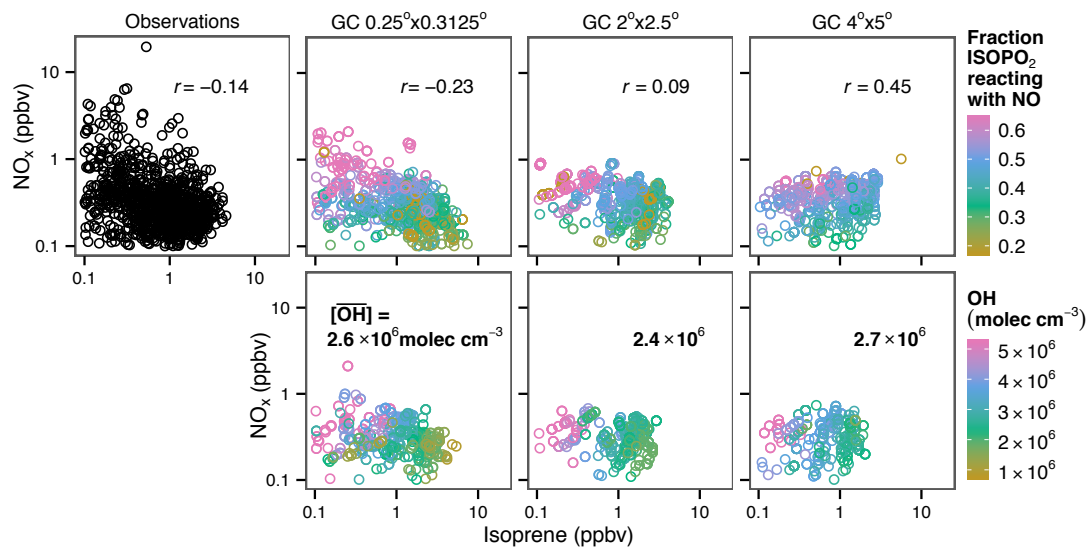 Observations
GC 0.25°x0.3125°
GC 2°x2.5°
GC 4°x5°
NOx (ppbv)
10
1
0.1
r = −0.14
r= −0.23
r = 0.09
r = 0.45
0.1 1 10
Fraction
ISOPO2
reacting
with NO
0.6
0.5
0.4
0.3
0.2
NOx (ppbv)
10
1
0.1
[OH] =
2.6 ×10⁶ molec cm⁻³
2.4 ×10⁶
2.7 ×10⁶
OH
(molec cm⁻³)
5 × 10⁶
4 × 10⁶
3 × 10⁶
2 × 10⁶
1 × 10⁶
0.1 1 10
0.1 1 10
0.1 1 10
Isoprene (ppbv)